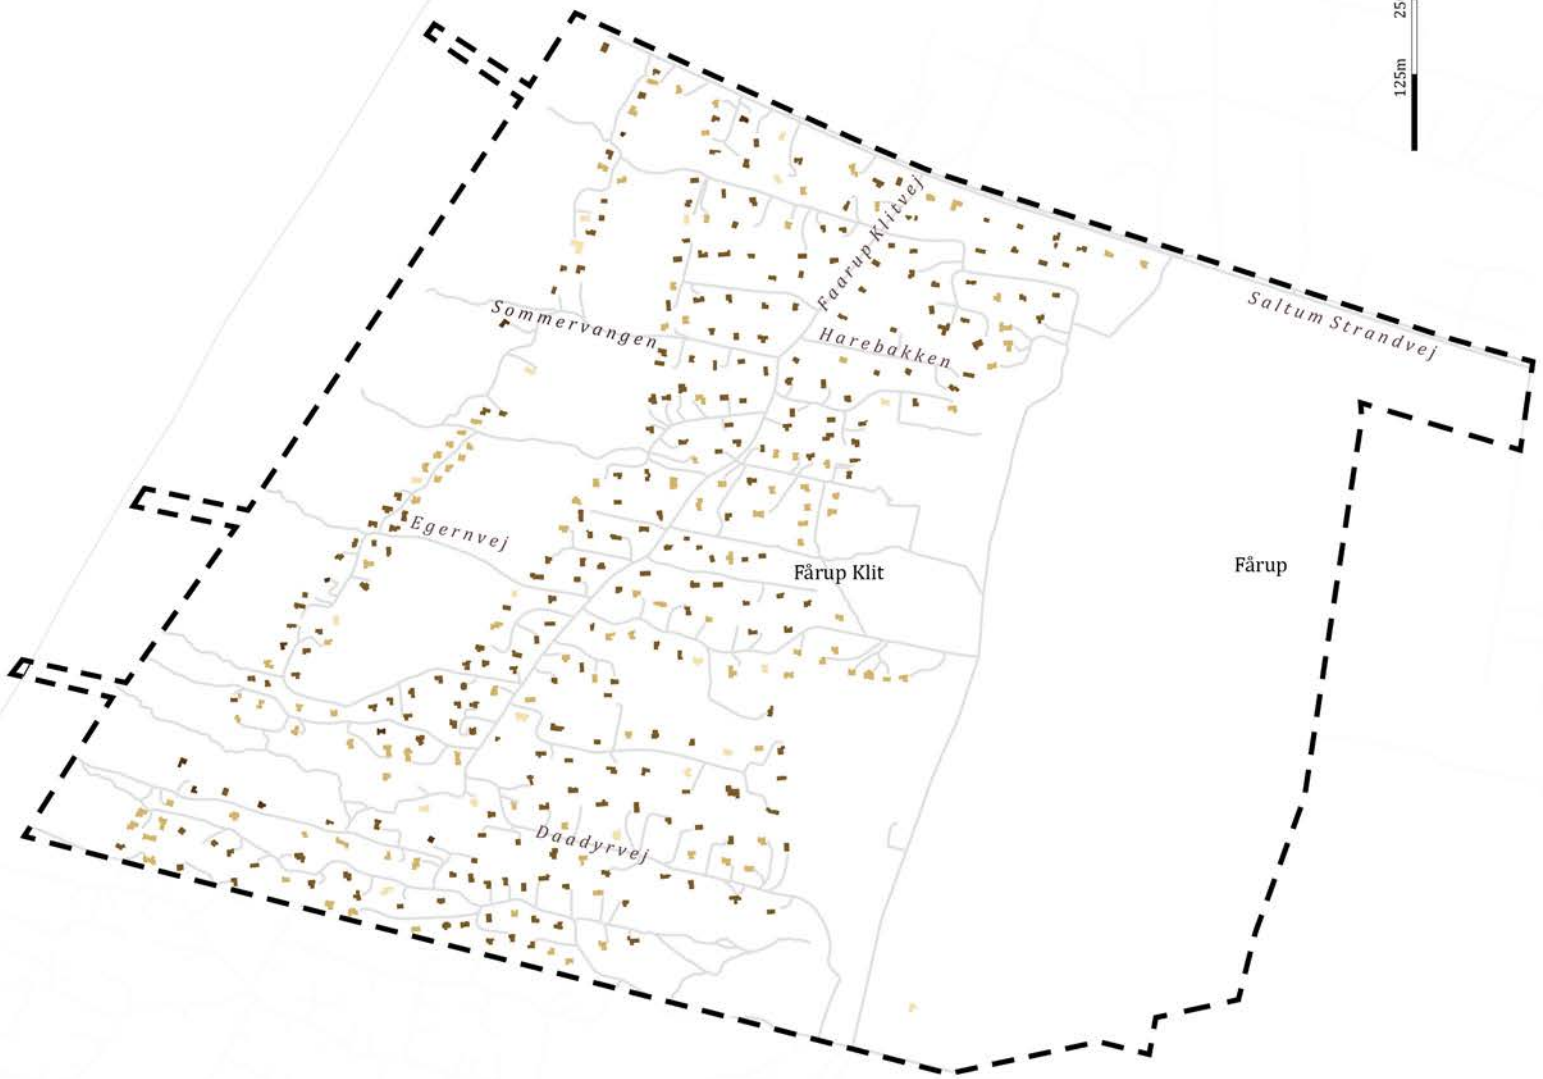 125m
Faarup Klitvej
Saltum Strandvej
Sommervangen
Harebakken
Egernvej
Fårup Klit
Fårup
Daadyrvej